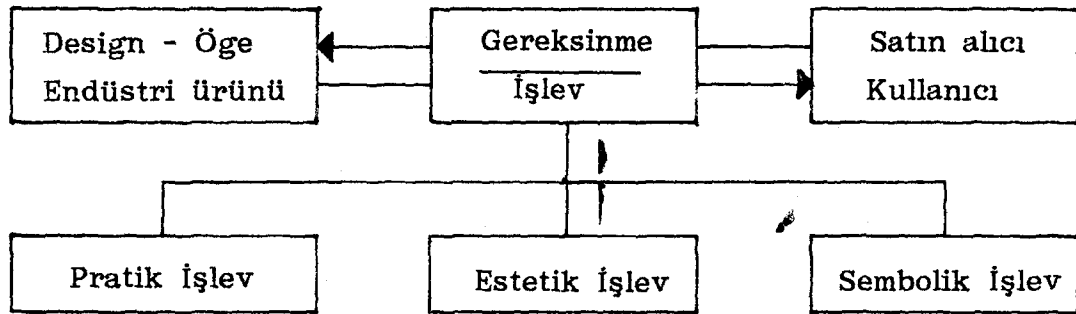 Design - Öge
Endüstri ürünü
Gereksinme
İşlev
Satın alıcı
Kullanıcı
Pratik İşlev
Estetik İşlev
Sembolik İşlev